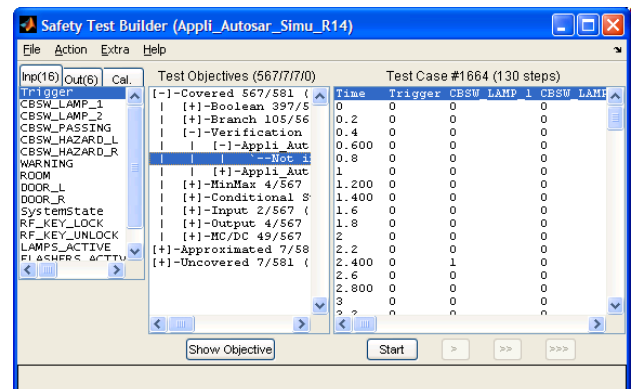 Safety Test Builder (Appli_Autosar_Simu_R14)
File Action Extra Help
Inp(16) Out(6) Cal.
Trigger
CBSW_LAMP_1
CBSW_LAMP_2
CBSW_PASSING
CBSW_HAZARD_L
CBSW_HAZARD_R
WARNING
ROOM
DOOR_L
DOOR_R
SystemState
RF_KEY_LOCK
RF_KEY_UNLOCK
LAMPS_ACTIVE
FLASHERS_ACTIV
Test Objectives (567/7/7/0)
[-]-Covered 567/581 (
| [+]-Boolean 397/5
| [+]-Branch 105/56
| [-]-Verification
| | [-]-Appli_Aut
| | | `--Not i
| | [+]-Appli_Aut
| [+]-MinMax 4/567
| [+]-Conditional S
| [+]-Input 2/567 (
| [+]-Output 4/567
| [+]-MC/DC 49/567
[+]-Approximated 7/58
[+]-Uncovered 7/581 (
Show Objective
Test Case #1664 (130 steps)
Time Trigger CBSW_LAMP_1 CBSW_LAMP
0 0 0 0
0.2 0 0 0
0.4 0 0 0
0.600 0 0 0
0.8 0 0 0
1 0 0 0
1.200 0 0 0
1.400 0 0 0
1.6 0 0 0
1.8 0 0 0
2 0 0 0
2.2 0 0 0
2.400 0 1 0
2.6 0 0 0
2.800 0 0 0
3 0 0 0
3.2 0 0 0
Start > >> >>>